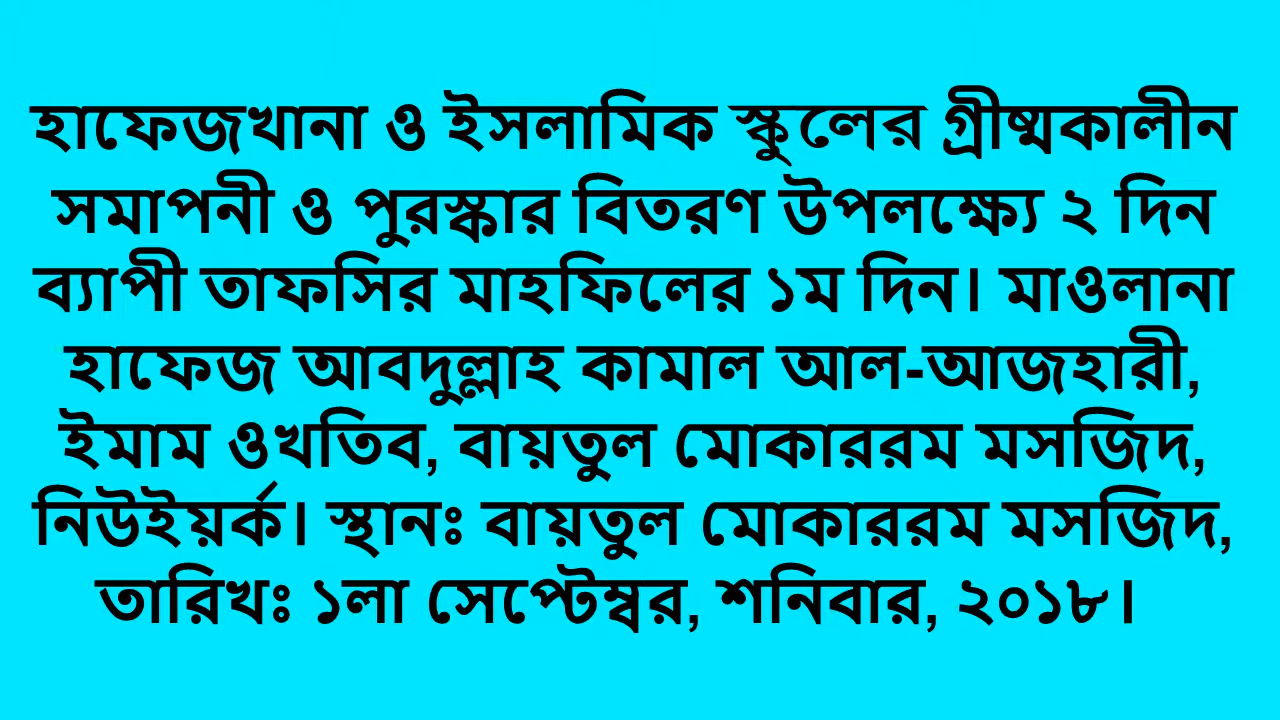 হাফেজখানা ও ইসলামিক স্কুলের গ্রীষ্মকালীন
সমাপনী ও পুরস্কার বিতরণ উপলক্ষ্যে ২ দিন
ব্যাপী তাফসির মাহফিলের ১ম দিন। মাওলানা
হাফেজ আবদুল্লাহ কামাল আল-আজহারী,
ইমাম ওখতিব, বায়তুল মোকাররম মসজিদ,
নিউইয়র্ক। স্থানঃ বায়তুল মোকাররম মসজিদ,
তারিখঃ ১লা সেপ্টেম্বর, শনিবার, ২০১৮।